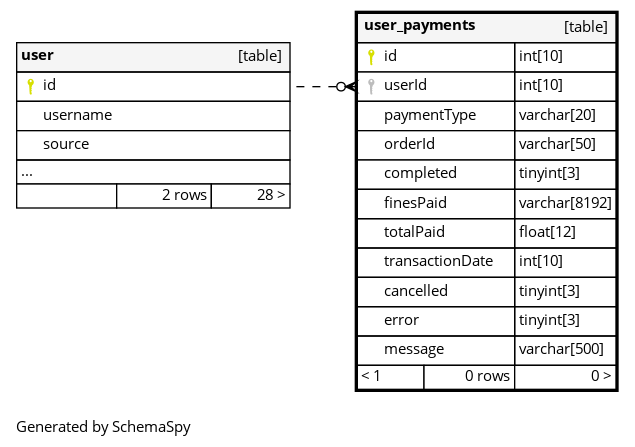 user [table]
id
username
source
...
2 rows 28 >
user_payments [table]
id int[10]
userId int[10]
paymentType varchar[20]
orderId varchar[50]
completed tinyint[3]
finesPaid varchar[8192]
totalPaid float[12]
transactionDate int[10]
cancelled tinyint[3]
error tinyint[3]
message varchar[500]
< 1 0 rows 0 >
Generated by SchemaSpy